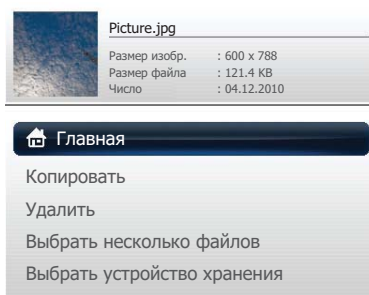 Picture.jpg
Размер изобр. : 600 x 788
Размер файла : 121.4 KB
Число : 04.12.2010
Главная
Копировать
Удалить
Выбрать несколько файлов
Выбрать устройство хранения